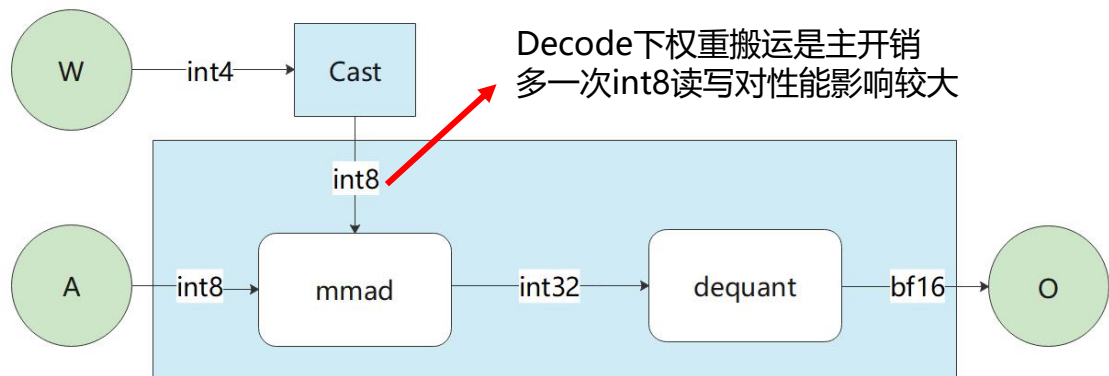 Decode下权重搬运是主开销
多一次int8读写对性能影响较大
W
int4
Cast
int8
A
int8
mmad
int32
dequant
bf16
O